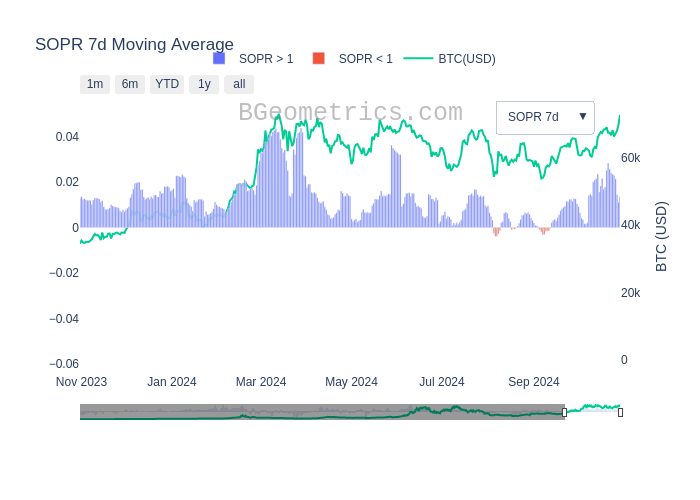 SOPR 7d Moving Average
SOPR > 1
SOPR < 1
BTC(USD)
1m
6m
YTD
1y
all
BGeometrics.com
SOPR 7d ▼
0.04
0.02
0
−0.02
−0.04
−0.06
60k
40k
20k
0
BTC (USD)
Nov 2023
Jan 2024
Mar 2024
May 2024
Jul 2024
Sep 2024